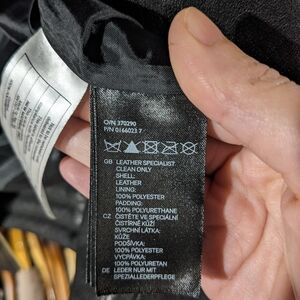 O/N 370290
P/N 0166023 7
GB LEATHER SPECIALIST
CLEAN ONLY
SHELL:
LEATHER
LINING:
100% POLYESTER
PADDING:
100% POLYURETHANE
CZ ČISTĚTE VE SPECIÁLNÍ
ČISTÍRNĚ KŮŽÍ
SVRCHNÍ LÁTKA:
KŮŽE
PODŠÍVKA:
100% POLYESTER
VYCPÁVKA:
100% POLYURETAN
DE LEDER NUR MIT
SPEZIALLEDERPFLEGE